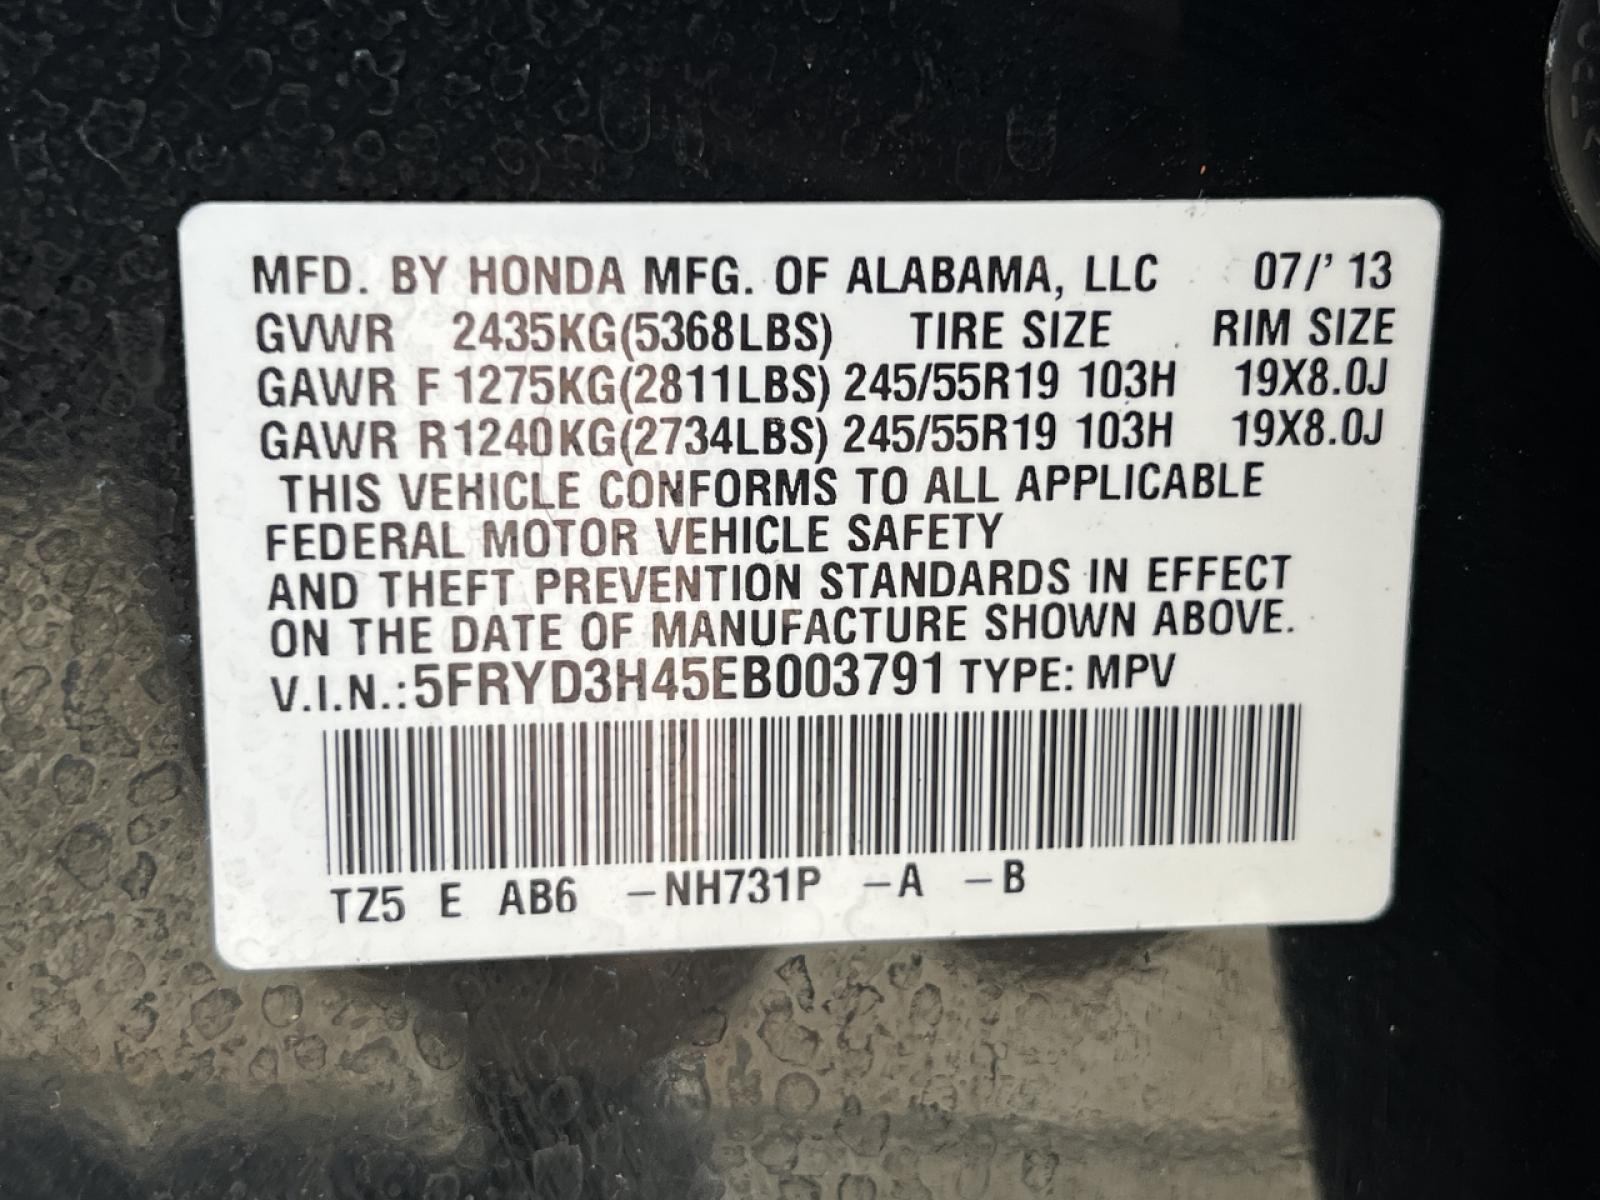 MFD. BY HONDA MFG. OF ALABAMA, LLC 07/' 13
GVWR 2435KG(5368LBS) TIRE SIZE RIM SIZE
GAWR F 1275KG(2811LBS) 245/55R19 103H 19X8.0J
GAWR R1240KG(2734LBS) 245/55R19 103H 19X8.0J
THIS VEHICLE CONFORMS TO ALL APPLICABLE
FEDERAL MOTOR VEHICLE SAFETY
AND THEFT PREVENTION STANDARDS IN EFFECT
ON THE DATE OF MANUFACTURE SHOWN ABOVE.
V.I.N.:5FRYD3H45EB003791 TYPE: MPV
TZ5 E AB6 –NH731P –A –B